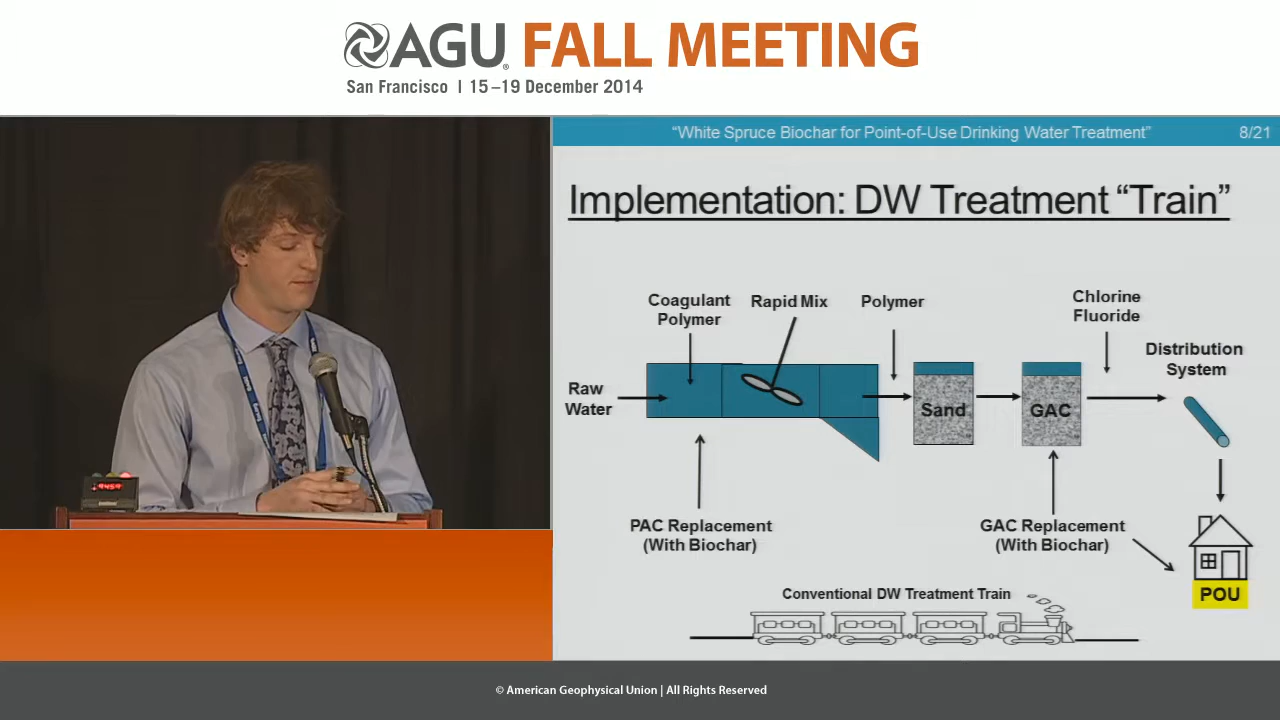 AGU FALL MEETING
San Francisco | 15–19 December 2014
“White Spruce Biochar for Point-of-Use Drinking Water Treatment” 8/21
Implementation: DW Treatment “Train”
Coagulant
Polymer
Rapid Mix
Polymer
Chlorine
Fluoride
Distribution
System
Raw
Water
Sand
GAC
PAC Replacement
(With Biochar)
GAC Replacement
(With Biochar)
POU
Conventional DW Treatment Train
© American Geophysical Union | All Rights Reserved